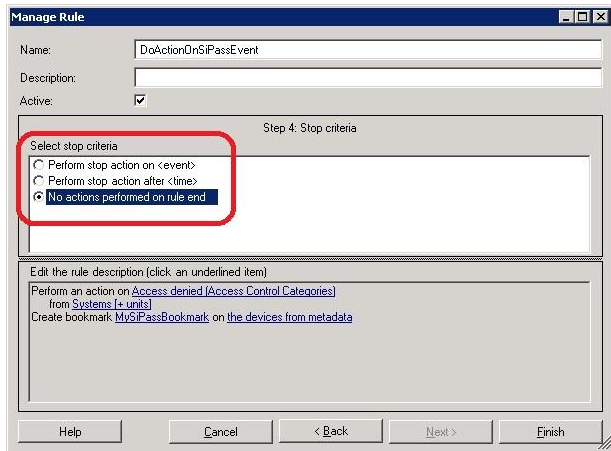 Manage Rule
Name: DoActionOnSiPassEvent
Description:
Active:
Step 4: Stop criteria
Select stop criteria
Perform stop action on <event>
Perform stop action after <time>
No actions performed on rule end
Edit the rule description (click an underlined item)
Perform an action on Access denied (Access Control Categories)
from Systems [+ units]
Create bookmark MySiPassBookmark on the devices from metadata
Help Cancel < Back Next > Finish